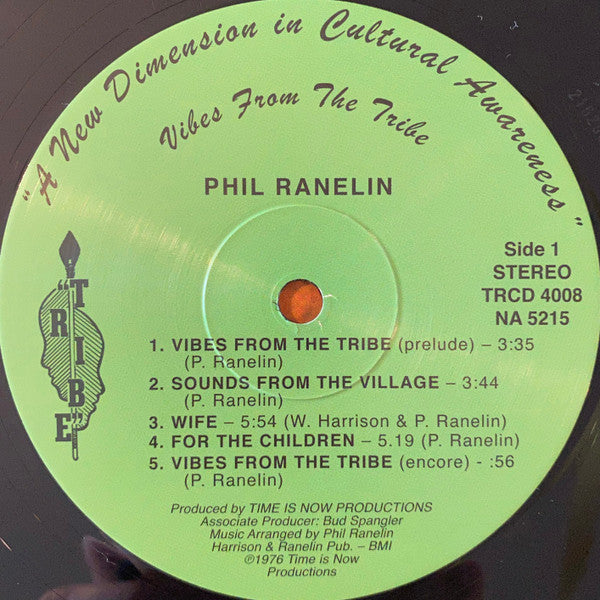 "A New Dimension in Cultural Awareness"
Vibes From The Tribe
PHIL RANELIN
Side 1
STEREO
TRCD 4008
NA 5215
"TRIBE"
1. VIBES FROM THE TRIBE (prelude) – 3:35
(P. Ranelin)
2. SOUNDS FROM THE VILLAGE – 3:44
(P. Ranelin)
3. WIFE – 5:54 (W. Harrison & P. Ranelin)
4. FOR THE CHILDREN – 5.19 (P. Ranelin)
5. VIBES FROM THE TRIBE (encore) - :56
(P. Ranelin)
Produced by TIME IS NOW PRODUCTIONS
Associate Producer: Bud Spangler
Music Arranged by Phil Ranelin
Harrison & Ranelin Pub. – BMI
℗1976 Time is Now
Productions